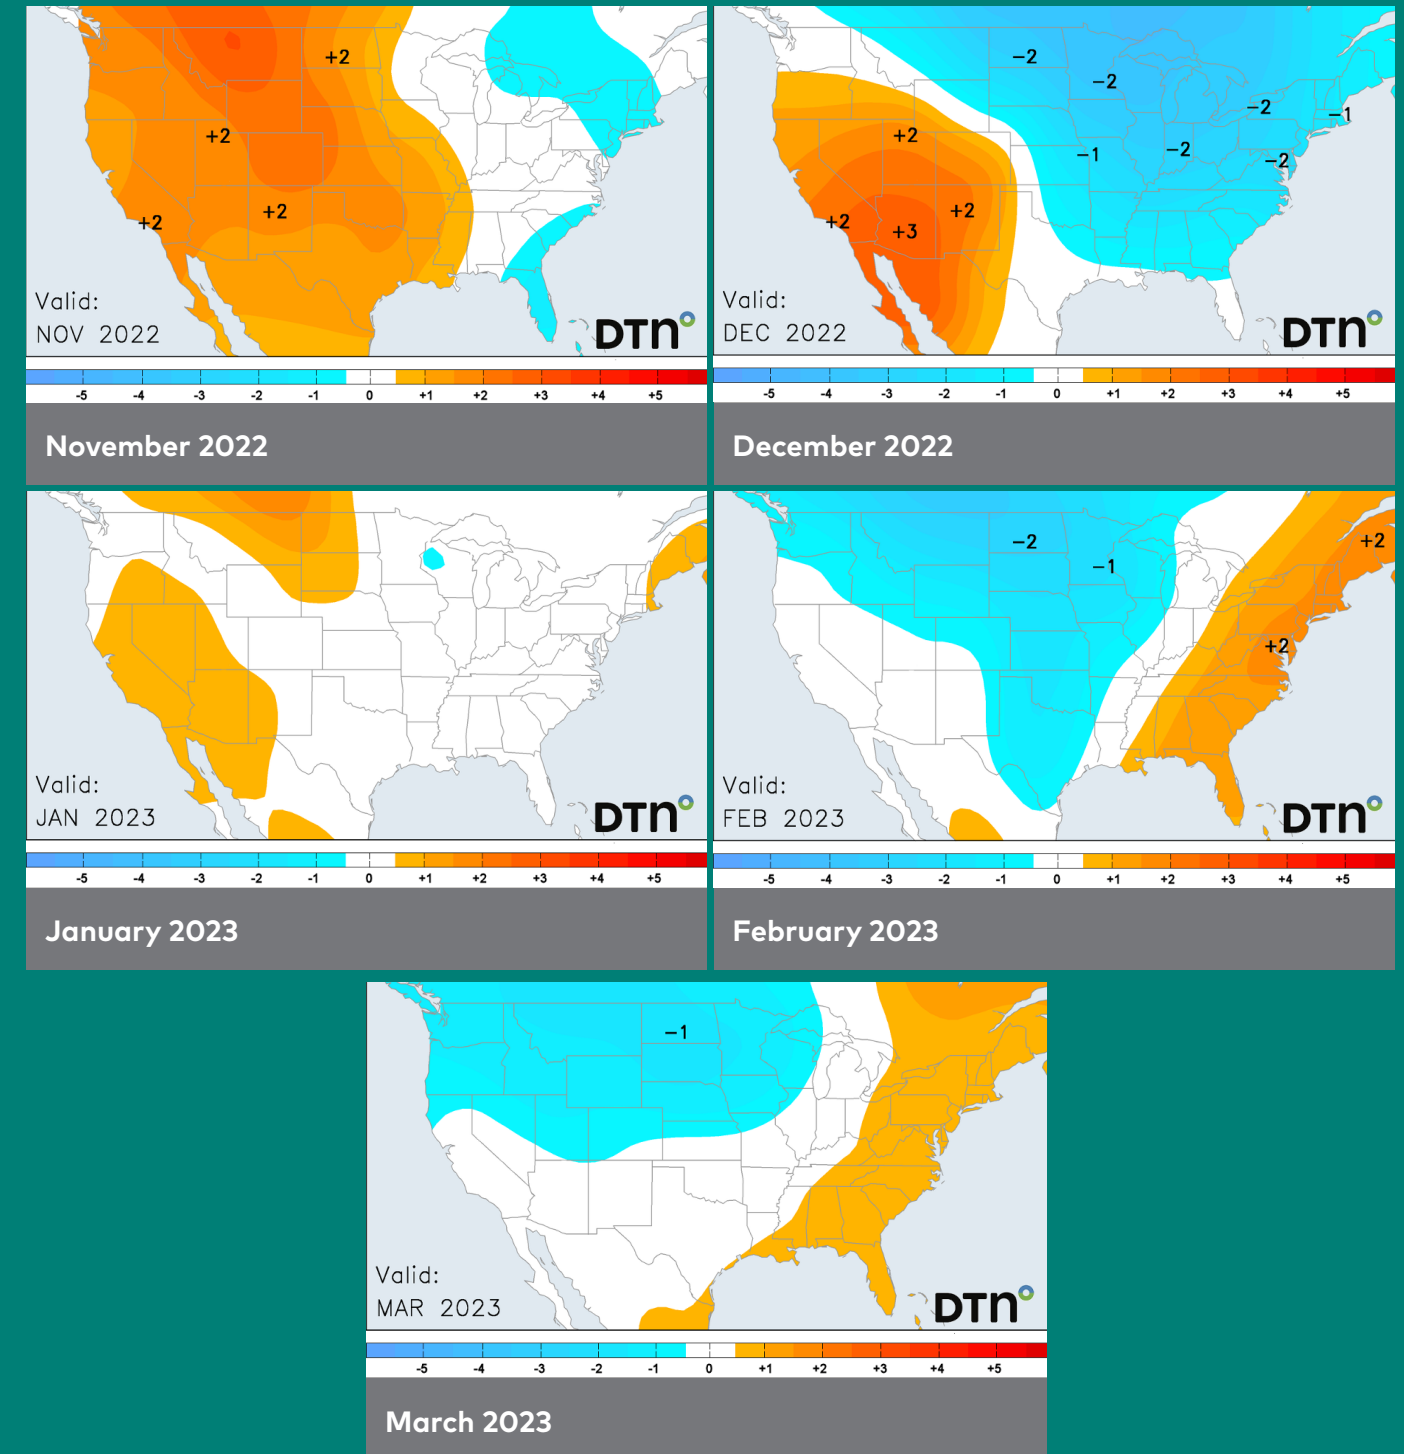 +2
+2
+2
+2
Valid:
NOV 2022
DTN
-5 -4 -3 -2 -1 0 +1 +2 +3 +4 +5
November 2022
−2
−2
−2
−1
+2
−1
−2
−2
+2
+2
+3
Valid:
DEC 2022
DTN
-5 -4 -3 -2 -1 0 +1 +2 +3 +4 +5
December 2022
Valid:
JAN 2023
DTN
-5 -4 -3 -2 -1 0 +1 +2 +3 +4 +5
January 2023
−2
+2
−1
+2
Valid:
FEB 2023
DTN
-5 -4 -3 -2 -1 0 +1 +2 +3 +4 +5
February 2023
−1
Valid:
MAR 2023
DTN
-5 -4 -3 -2 -1 0 +1 +2 +3 +4 +5
March 2023